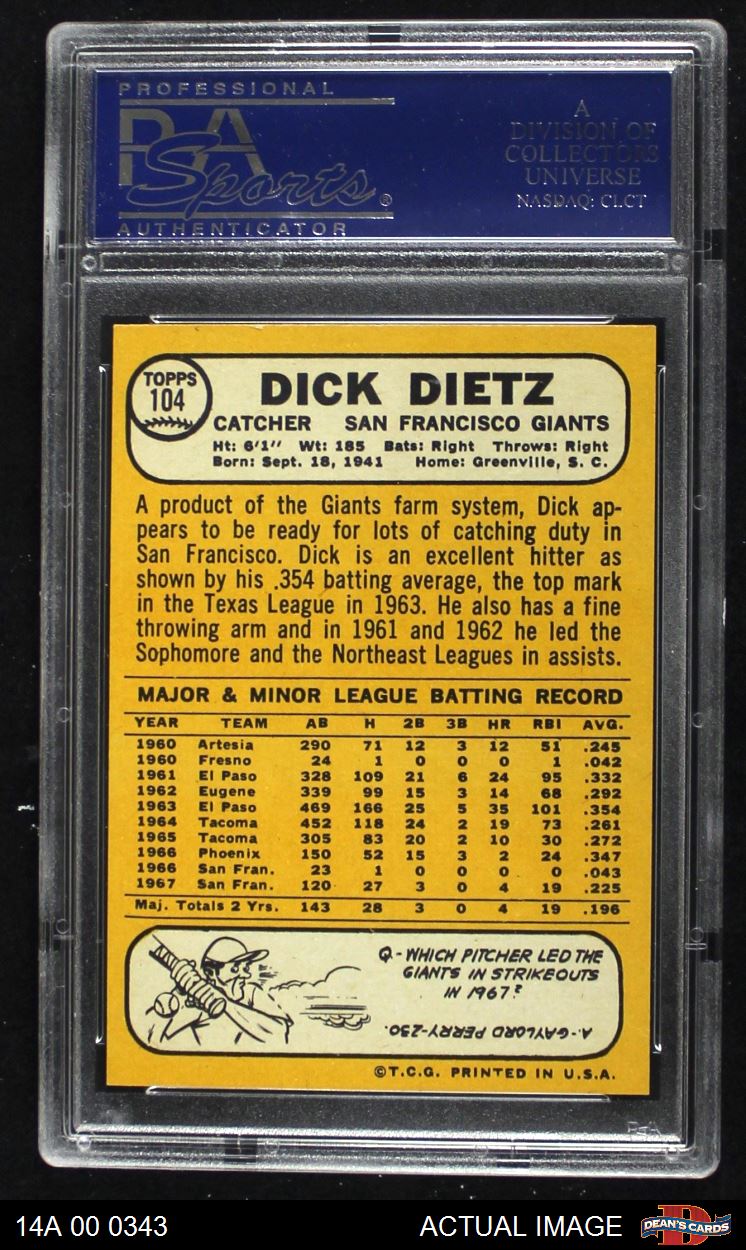 PROFESSIONAL
PSA
Sports®
AUTHENTICATOR
A
DIVISION OF
COLLECTORS
UNIVERSE
NASDAQ: CLCT
TOPPS
104
DICK DIETZ
CATCHER SAN FRANCISCO GIANTS
Ht: 6'1" Wt: 185 Bats: Right Throws: Right
Born: Sept. 18, 1941 Home: Greenville, S. C.
A product of the Giants farm system, Dick ap-
pears to be ready for lots of catching duty in
San Francisco. Dick is an excellent hitter as
shown by his .354 batting average, the top mark
in the Texas League in 1963. He also has a fine
throwing arm and in 1961 and 1962 he led the
Sophomore and the Northeast Leagues in assists.
MAJOR & MINOR LEAGUE BATTING RECORD
YEAR TEAM AB H 2B 3B HR RBI AVG.
1960 Artesia 290 71 12 3 12 51 .245
1960 Fresno 24 1 0 0 0 1 .042
1961 El Paso 328 109 21 6 24 95 .332
1962 Eugene 339 99 15 3 14 68 .292
1963 El Paso 469 166 25 5 35 101 .354
1964 Tacoma 452 118 24 2 19 73 .261
1965 Tacoma 305 83 20 2 10 30 .272
1966 Phoenix 150 52 15 3 2 24 .347
1966 San Fran. 23 1 0 0 0 0 .043
1967 San Fran. 120 27 3 0 4 19 .225
Maj. Totals 2 Yrs. 143 28 3 0 4 19 .196
Q-WHICH PITCHER LED THE
GIANTS IN STRIKEOUTS
IN 1967?
A-GAYLORD PERRY-230.
©T.C.G. PRINTED IN U.S.A.
PSA
14A 00 0343
ACTUAL IMAGE
D
DEAN'S CARDS